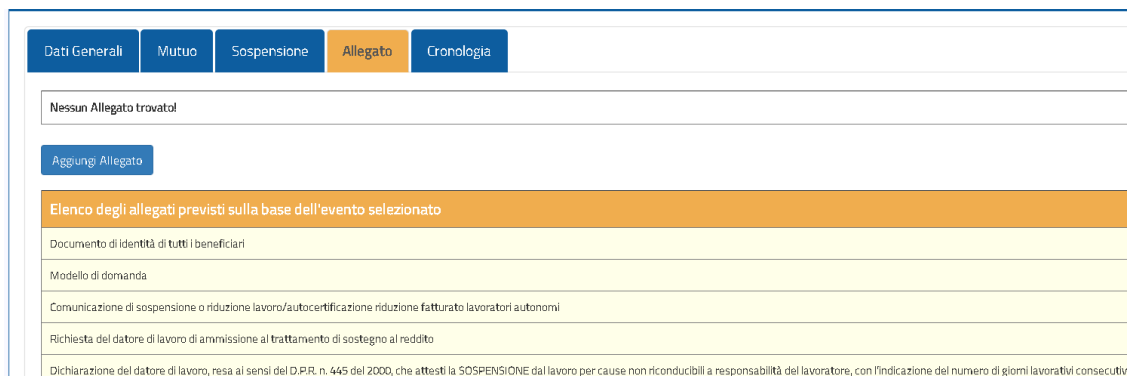 Dati Generali Mutuo Sospensione Allegato Cronologia
Nessun Allegato trovato!
Aggiungi Allegato
Elenco degli allegati previsti sulla base dell'evento selezionato
Documento di identità di tutti i beneficiari
Modello di domanda
Comunicazione di sospensione o riduzione lavoro/autocertificazione riduzione fatturato lavoratori autonomi
Richiesta del datore di lavoro di ammissione al trattamento di sostegno al reddito
Dichiarazione del datore di lavoro, resa ai sensi del D.P.R. n. 445 del 2000, che attesti la SOSPENSIONE dal lavoro per cause non riconducibili a responsabilità del lavoratore, con l'indicazione del numero di giorni lavorativi consecutiv